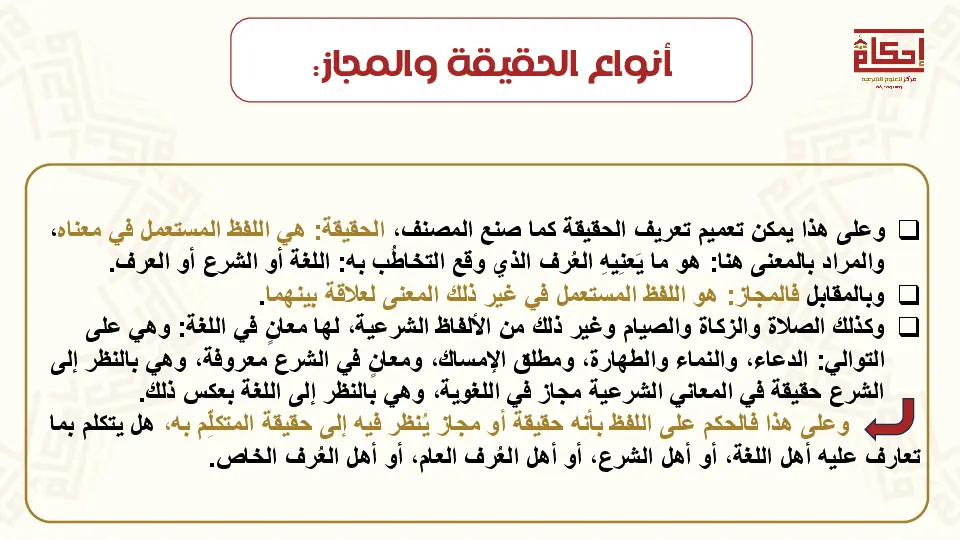 أنواع الحقيقة والمجاز:
إحكام
مركز للعلوم الشرعية
وعلى هذا يمكن تعميم تعريف الحقيقة كما صنع المصنف، الحقيقة: هي اللفظ المستعمل في معناه،
والمراد بالمعنى هنا: هو ما يَعنِيهِ العُرف الذي وقع التخاطُب به: اللغة أو الشرع أو العرف.
وبالمقابل فالمجاز: هو اللفظ المستعمل في غير ذلك المعنى لعلاقة بينهما.
وكذلك الصلاة والزكاة والصيام وغير ذلك من الألفاظ الشرعية، لها معانٍ في اللغة: وهي على
التوالي: الدعاء، والنماء والطهارة، ومطلق الإمساك، ومعانٍ في الشرع معروفة، وهي بالنظر إلى
الشرع حقيقة في المعاني الشرعية مجاز في اللغوية، وهي بالنظر إلى اللغة بعكس ذلك.
وعلى هذا فالحكم على اللفظ بأنه حقيقة أو مجاز يُنظر فيه إلى حقيقة المتكلِّم به، هل يتكلم بما
تعارف عليه أهل اللغة، أو أهل الشرع، أو أهل العُرف العام، أو أهل العُرف الخاص.